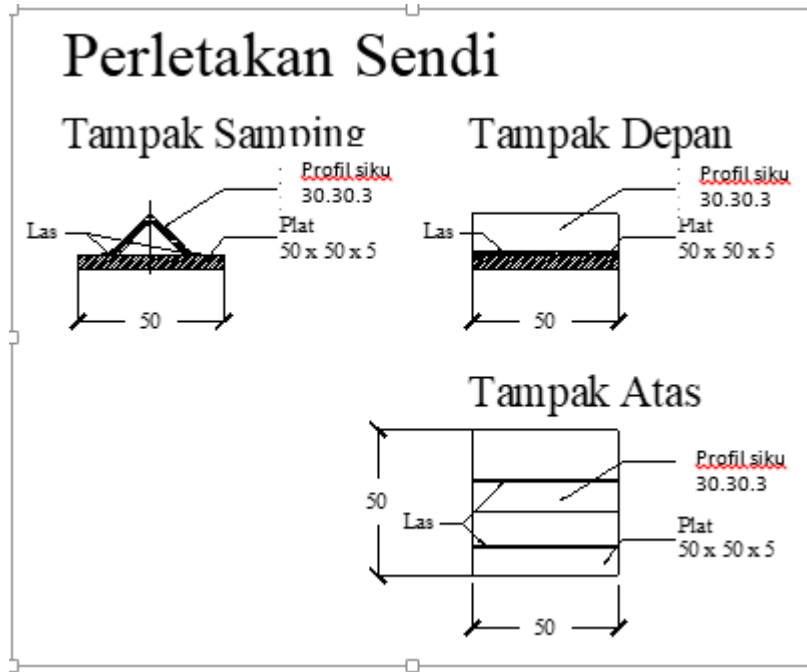 Perletakan Sendi
Tampak Samping
Profil siku
30.30.3
Las
Plat
50 x 50 x 5
50
Tampak Depan
Profil siku
30.30.3
Las
Plat
50 x 50 x 5
50
Tampak Atas
Profil siku
30.30.3
50
Las
Plat
50 x 50 x 5
50